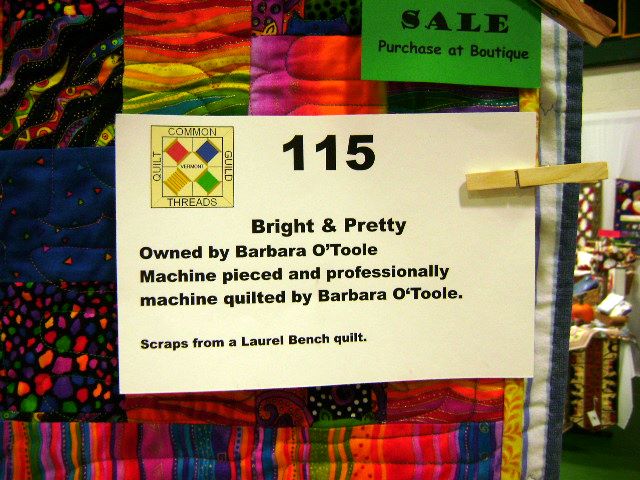 SALE
Purchase at Boutique
COMMON
QUILT
GUILD
VERMONT
THREADS
115
Bright & Pretty
Owned by Barbara O'Toole
Machine pieced and professionally
machine quilted by Barbara O'Toole.
Scraps from a Laurel Bench quilt.